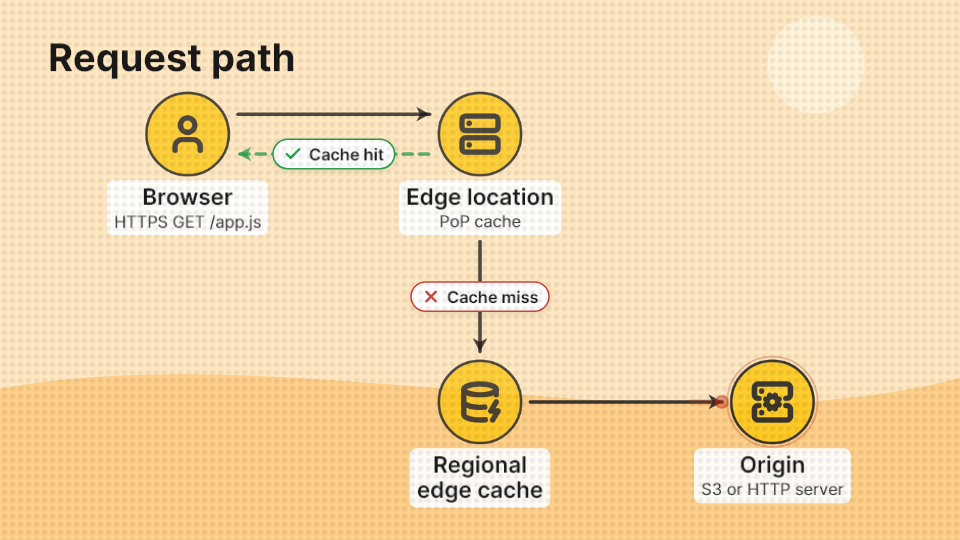 Request path
Cache hit
Browser
HTTPS GET /app.js
Edge location
PoP cache
Cache miss
Regional
edge cache
Origin
S3 or HTTP server